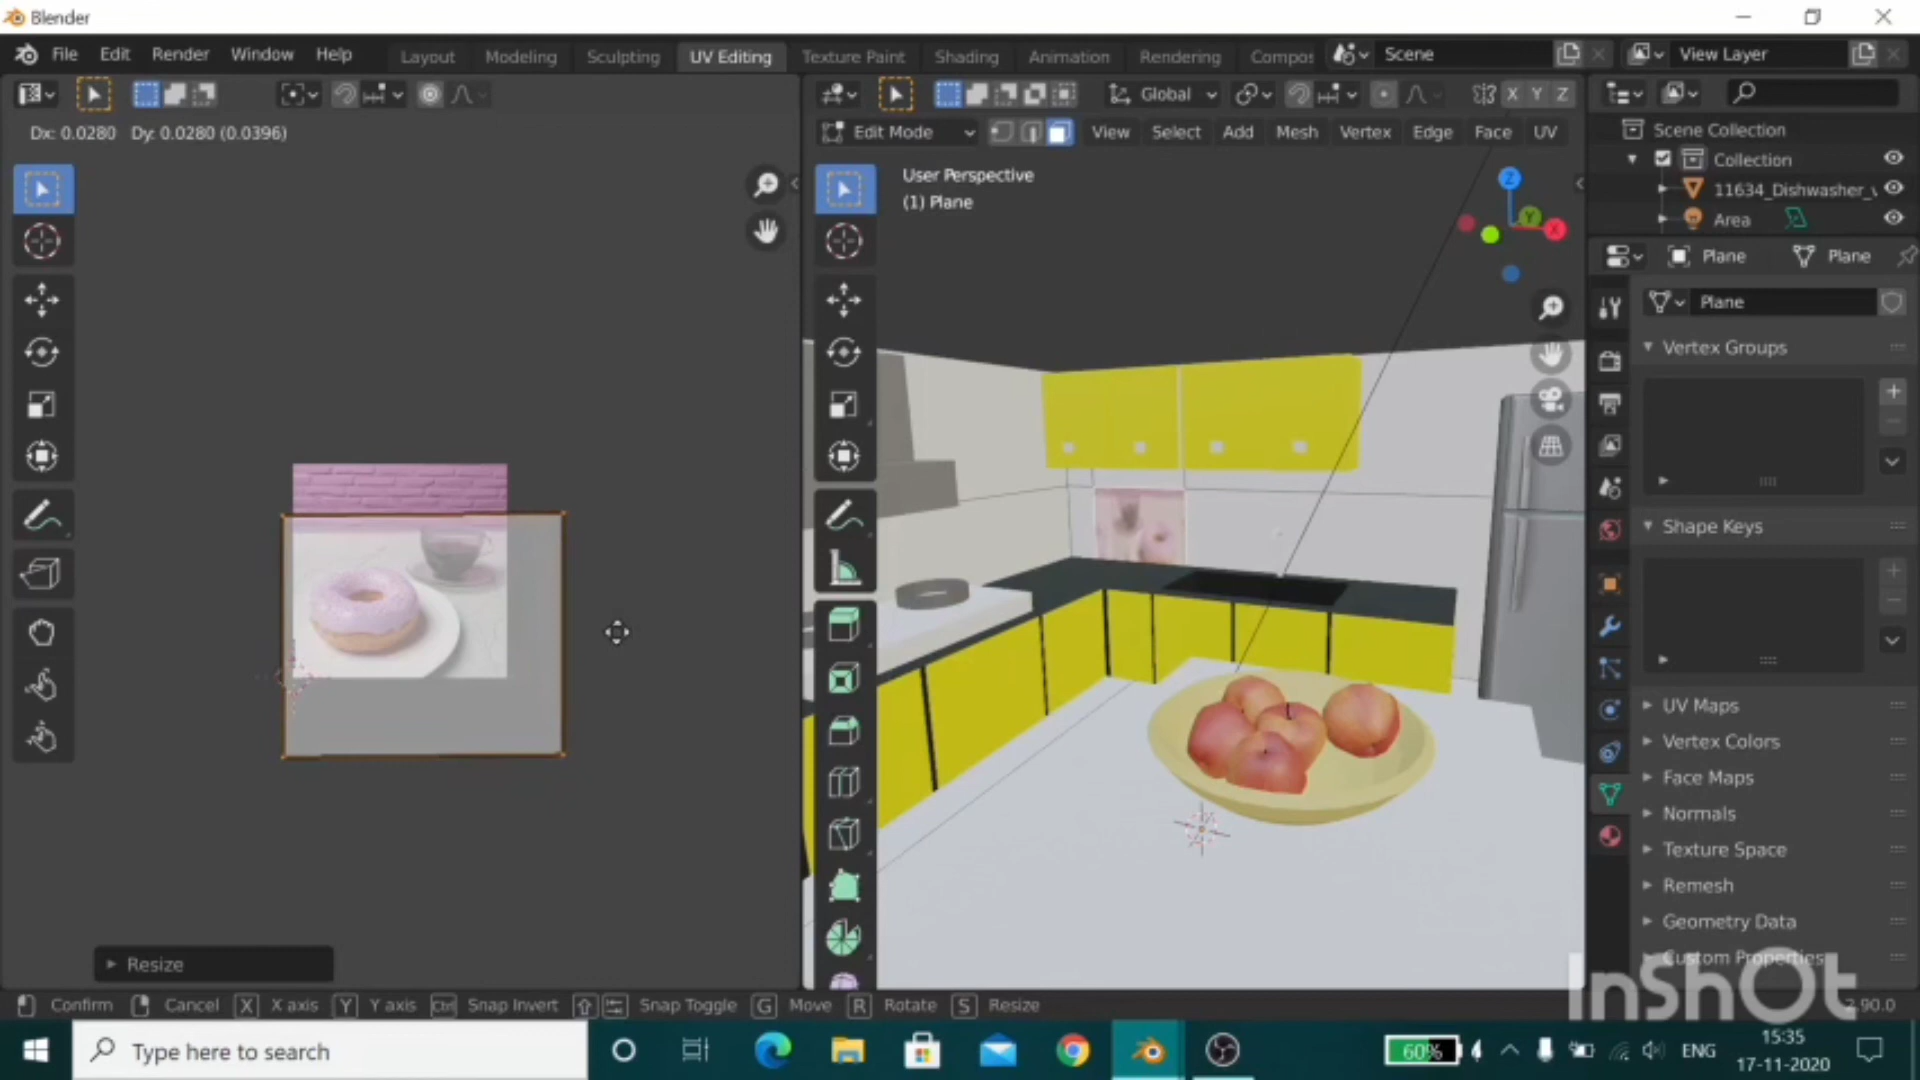 Blender
File Edit Render Window Help Layout Modeling Sculpting UV Editing Texture Paint Shading Animation Rendering Compos Scene View Layer
Global X Y Z
Dx: 0.0280 Dy: 0.0280 (0.0396)
Edit Mode View Select Add Mesh Vertex Edge Face UV
User Perspective
(1) Plane
Z
Y
X
Scene Collection
Collection
11634_Dishwasher_v
Area
Plane Plane
Plane
Vertex Groups
Shape Keys
UV Maps
Vertex Colors
Face Maps
Normals
Texture Space
Remesh
Geometry Data
Custom Properties
Resize
InShOt
Confirm Cancel X X axis Y Y axis Ctrl Snap Invert Snap Toggle G Move R Rotate S Resize 2.90.0
Type here to search
60%
ENG
15:35
17-11-2020